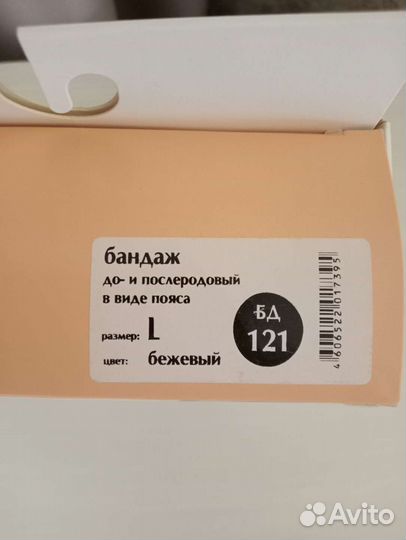 бандаж
до- и послеродовый
в виде пояса
размер: L
цвет: бежевый
БД
121
4606522017395
Avito